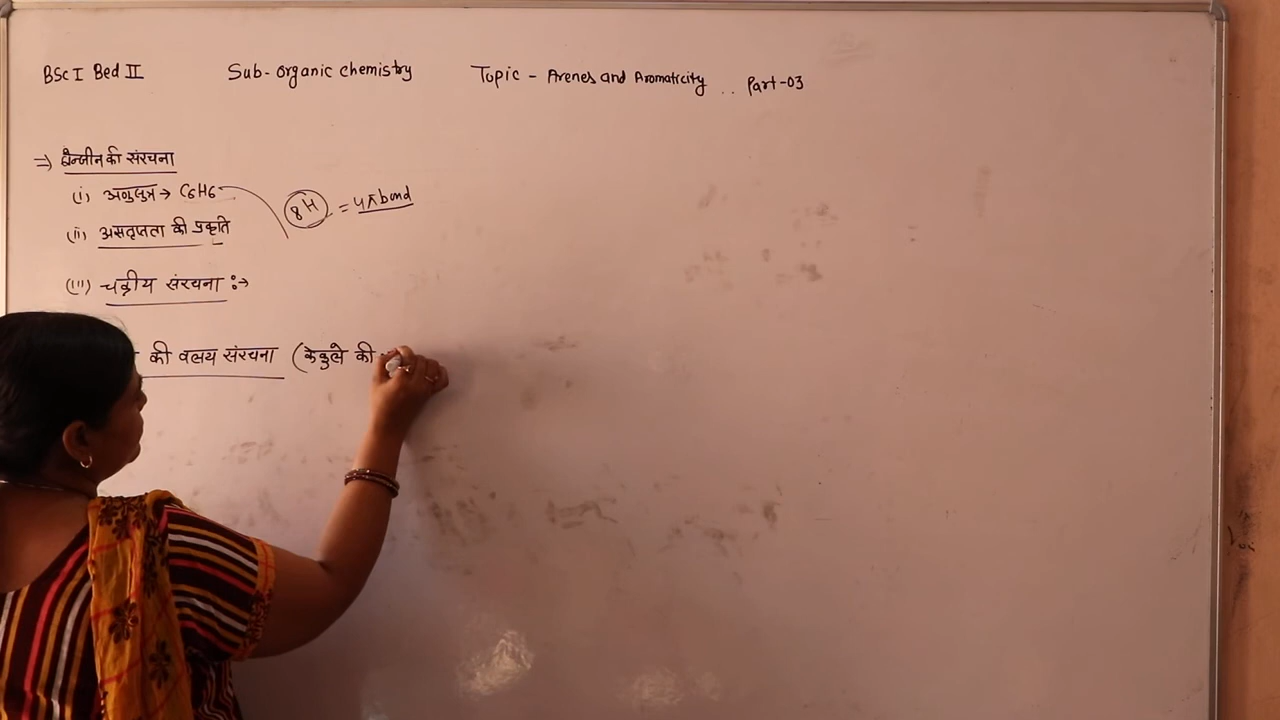 BSc I Bed II Sub- organic chemistry Topic - Arenes and Aromaticity .. Part-03
=> बेन्जीन की संरचना
(i) अणुसुत्र → C6H6 8H = 4π bond
(ii) असतृप्तता की प्रकृति
(iii) चक्रीय संरचना :→
की वलय संरचना (केकुले की